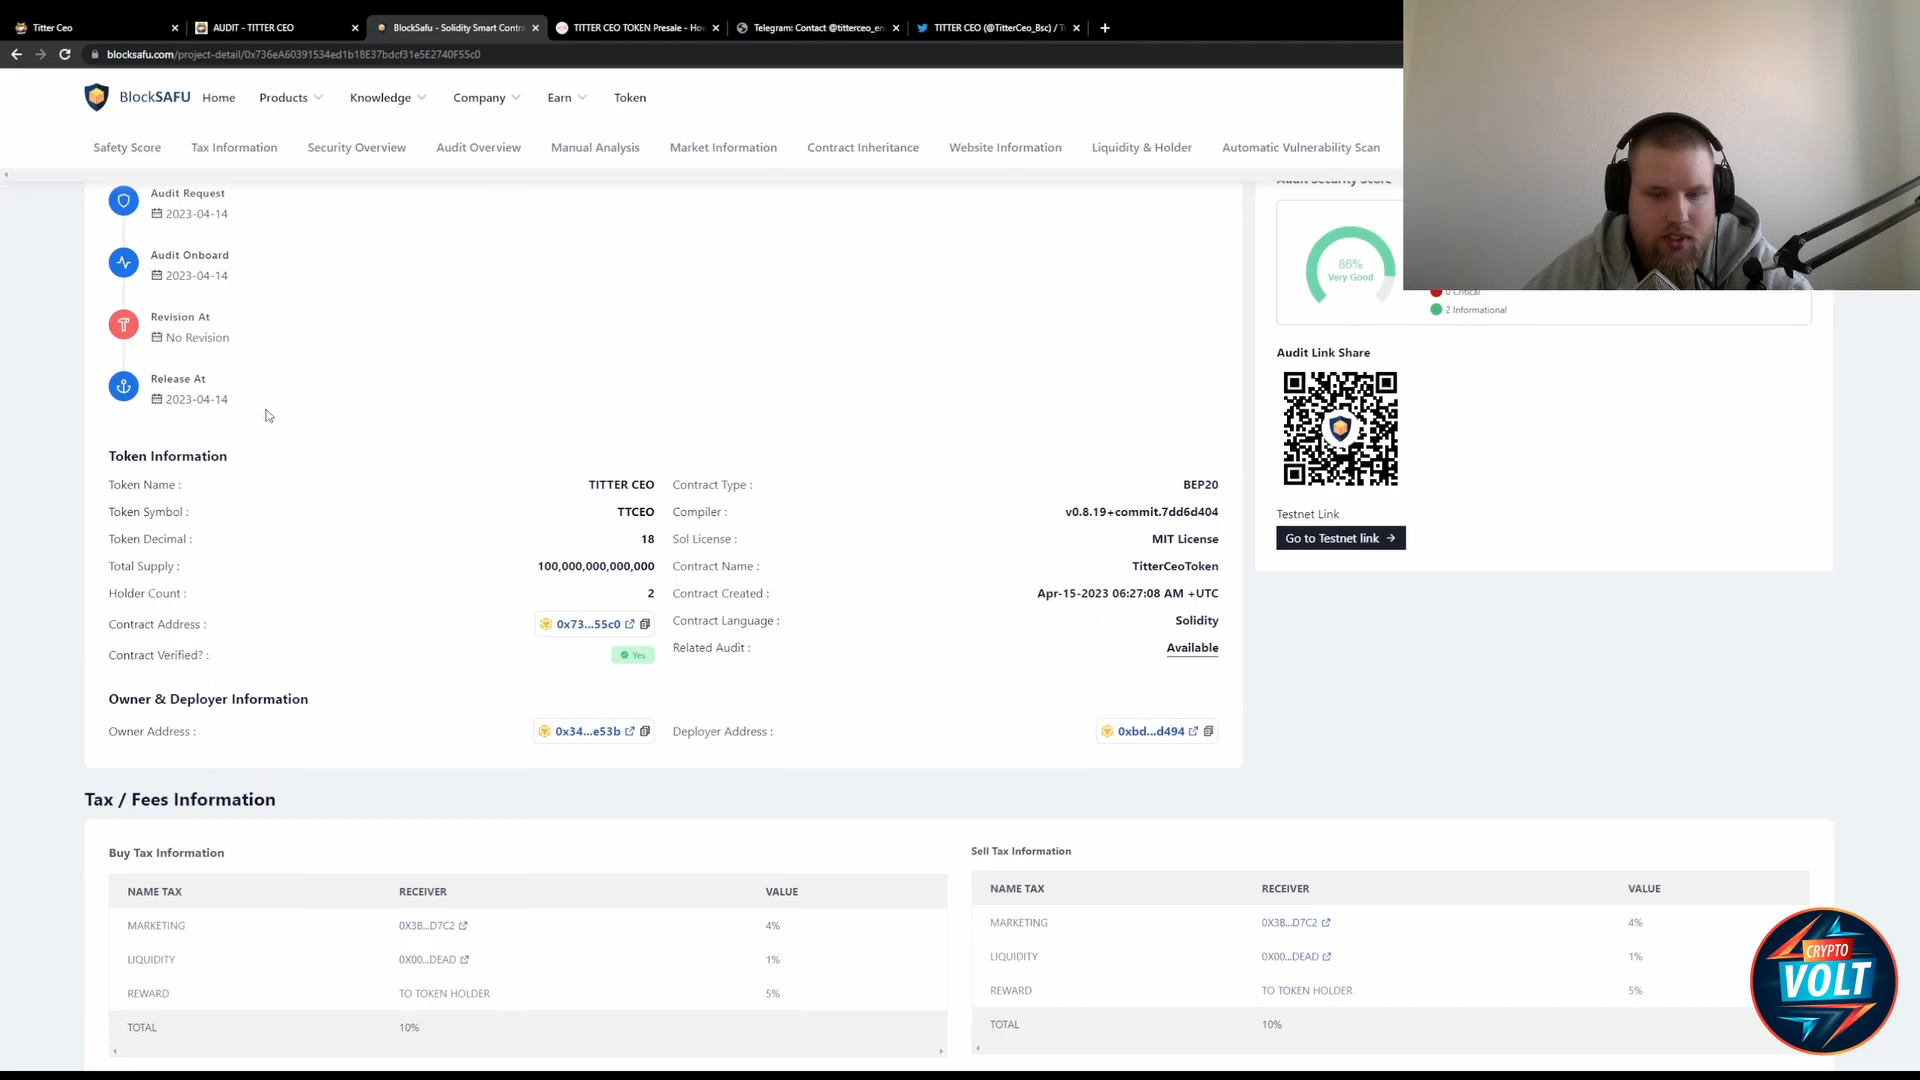 Titter Ceo
AUDIT - TITTER CEO
BlockSafu - Solidity Smart Contra
TITTER CEO TOKEN Presale - Ho
Telegram: Contact @titterceo_en
TITTER CEO (@TitterCeo_Bsc) / T
blocksafu.com/project-detail/0x736eA60391534ed1b18E37bdcf31e5E2740F55c0
BlockSAFU
Home
Products
Knowledge
Company
Earn
Token
Safety Score
Tax Information
Security Overview
Audit Overview
Manual Analysis
Market Information
Contract Inheritance
Website Information
Liquidity & Holder
Automatic Vulnerability Scan
Audit Request
2023-04-14
Audit Onboard
2023-04-14
Revision At
No Revision
Release At
2023-04-14
Audit Security Score
86%
Very Good
0 Critical
2 Informational
Audit Link Share
Testnet Link
Go to Testnet link →
Token Information
Token Name : TITTER CEO
Token Symbol : TTCEO
Token Decimal : 18
Total Supply : 100,000,000,000,000
Holder Count : 2
Contract Address : 0x73...55c0
Contract Verified? : Yes
Contract Type : BEP20
Compiler : v0.8.19+commit.7dd6d404
Sol License : MIT License
Contract Name : TitterCeoToken
Contract Created : Apr-15-2023 06:27:08 AM +UTC
Contract Language : Solidity
Related Audit : Available
Owner & Deployer Information
Owner Address : 0x34...e53b
Deployer Address : 0xbd...d494
Tax / Fees Information
Buy Tax Information
NAME TAX RECEIVER VALUE
MARKETING 0X3B...D7C2 4%
LIQUIDITY 0X00...DEAD 1%
REWARD TO TOKEN HOLDER 5%
TOTAL 10%
Sell Tax Information
NAME TAX RECEIVER VALUE
MARKETING 0X3B...D7C2 4%
LIQUIDITY 0X00...DEAD 1%
REWARD TO TOKEN HOLDER 5%
TOTAL 10%
CRYPTO
VOLT